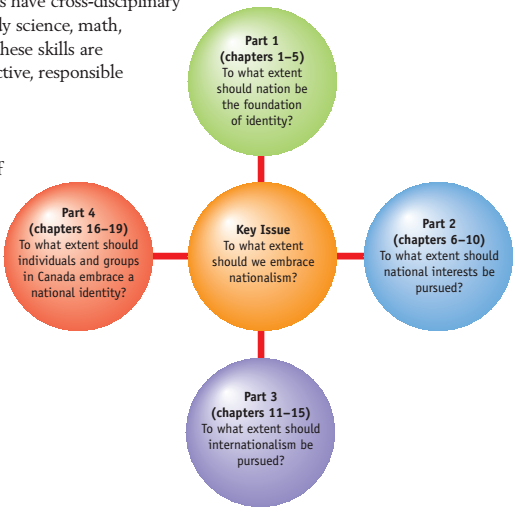 s have cross-disciplinary
ly science, math,
hese skills are
ctive, responsible
f
Part 1
(chapters 1–5)
To what extent
should nation be
the foundation
of identity?
Part 4
(chapters 16–19)
To what extent should
individuals and groups
in Canada embrace a
national identity?
Key Issue
To what extent
should we embrace
nationalism?
Part 2
(chapters 6–10)
To what extent should
national interests be
pursued?
Part 3
(chapters 11–15)
To what extent should
internationalism be
pursued?